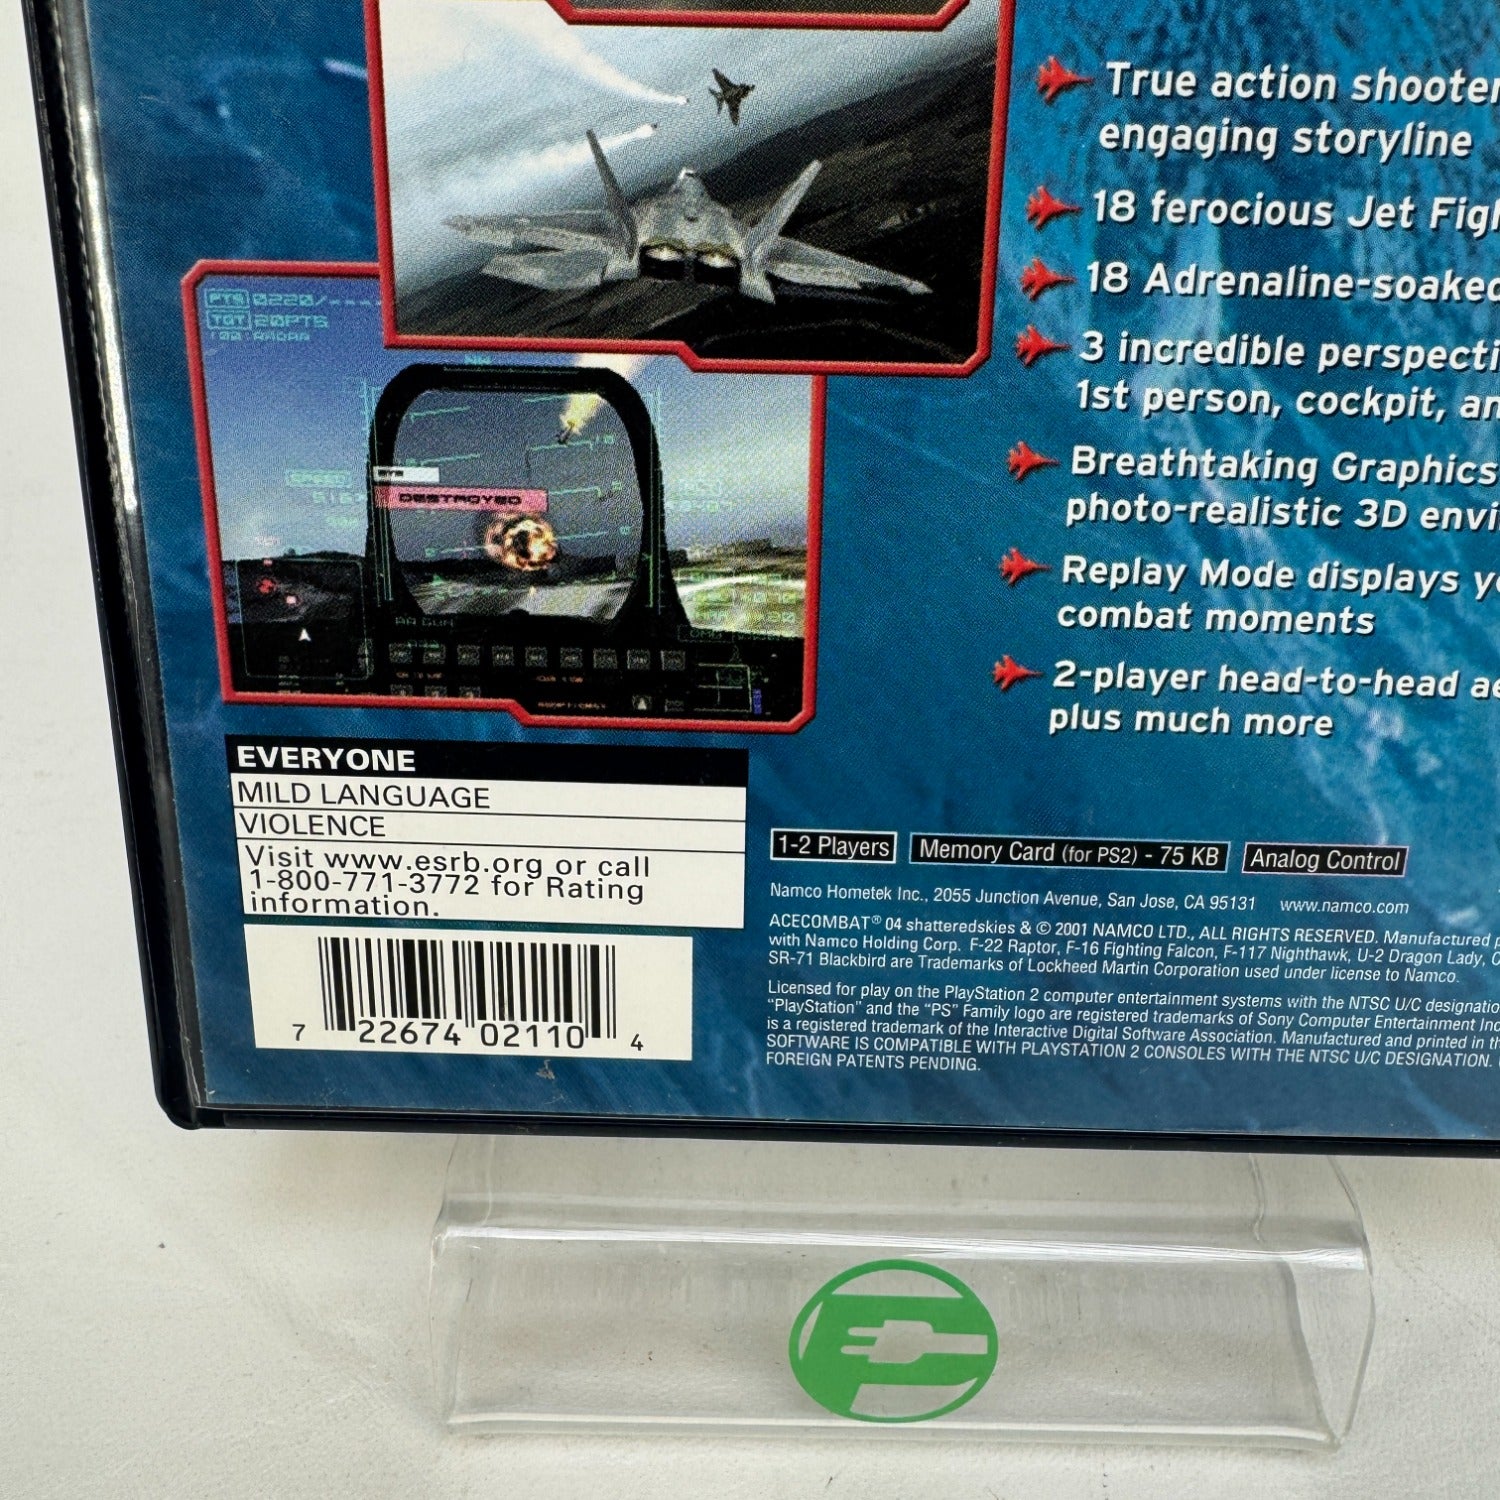 True action shooter
engaging storyline
18 ferocious Jet Figh
18 Adrenaline-soaked
3 incredible perspecti
1st person, cockpit, an
Breathtaking Graphics
photo-realistic 3D envi
Replay Mode displays yo
combat moments
2-player head-to-head ae
plus much more
PTS 0220/----
TGT 20PTS
RADAR
NW
SPEED
DESTROYED
AA GUN
EVERYONE
MILD LANGUAGE
VIOLENCE
Visit www.esrb.org or call
1-800-771-3772 for Rating
information.
7 22674 02110 4
1-2 Players
Memory Card (for PS2) - 75 KB
Analog Control
Namco Hometek Inc., 2055 Junction Avenue, San Jose, CA 95131 www.namco.com
ACECOMBAT® 04 shatteredskies & © 2001 NAMCO LTD., ALL RIGHTS RESERVED. Manufactured p
with Namco Holding Corp. F-22 Raptor, F-16 Fighting Falcon, F-117 Nighthawk, U-2 Dragon Lady, C
SR-71 Blackbird are Trademarks of Lockheed Martin Corporation used under license to Namco.
Licensed for play on the PlayStation 2 computer entertainment systems with the NTSC U/C designatio
"PlayStation" and the "PS" Family logo are registered trademarks of Sony Computer Entertainment Inc
is a registered trademark of the Interactive Digital Software Association. Manufactured and printed in th
SOFTWARE IS COMPATIBLE WITH PLAYSTATION 2 CONSOLES WITH THE NTSC U/C DESIGNATION.
FOREIGN PATENTS PENDING.